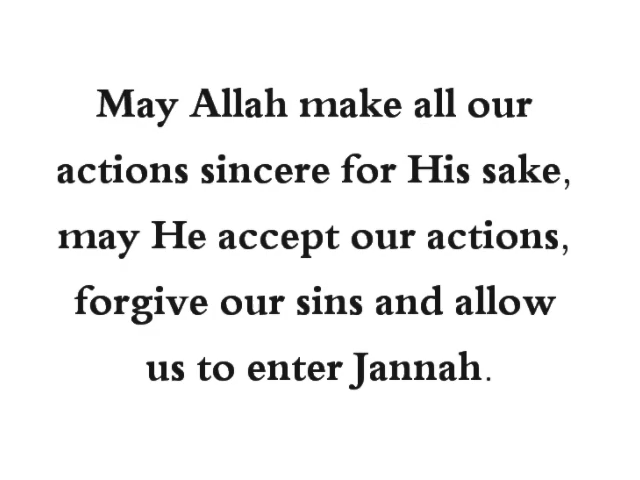 May Allah make all our
actions sincere for His sake,
may He accept our actions,
forgive our sins and allow
us to enter Jannah.